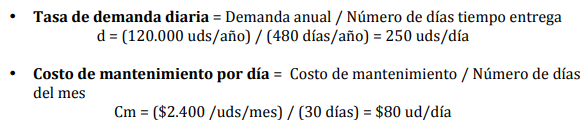 • Tasa de demanda diaria = Demanda anual / Número de días tiempo entrega
d = (120.000 uds/año) / (480 días/año) = 250 uds/día
• Costo de mantenimiento por día = Costo de mantenimiento / Número de días
del mes
Cm = ($2.400 /uds/mes) / (30 días) = $80 ud/día